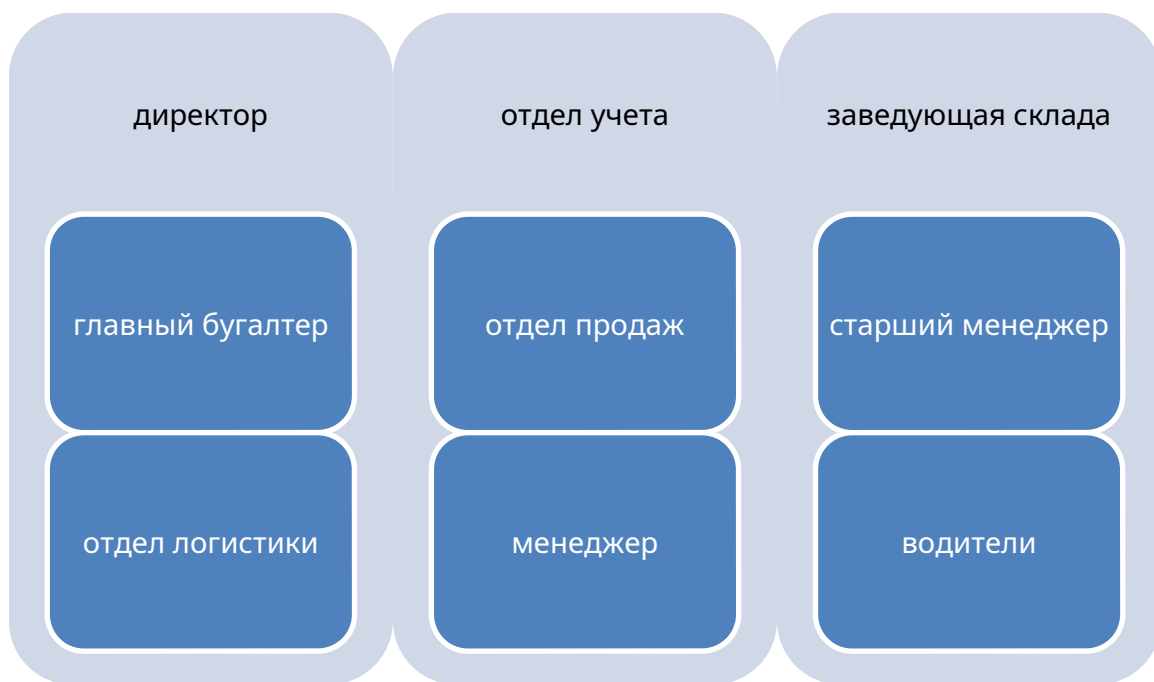 директор
главный бугалтер
отдел логистики
отдел учета
отдел продаж
менеджер
заведующая склада
старший менеджер
водители